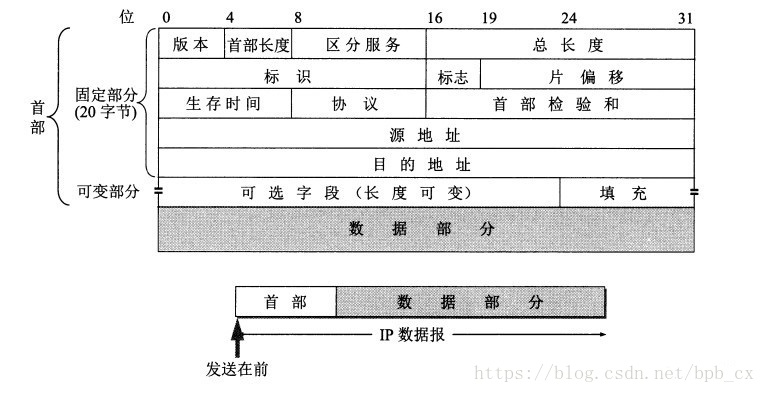 位 0 4 8 16 19 24 31
版本 首部长度 区分服务 总长度
标识 标志 片偏移
固定部分
(20字节)
首部
生存时间 协议 首部检验和
源地址
目的地址
可变部分 可选字段（长度可变） 填充
数据部分
首部 数据部分
IP 数据报
发送在前
https://blog.csdn.net/bpb_cx